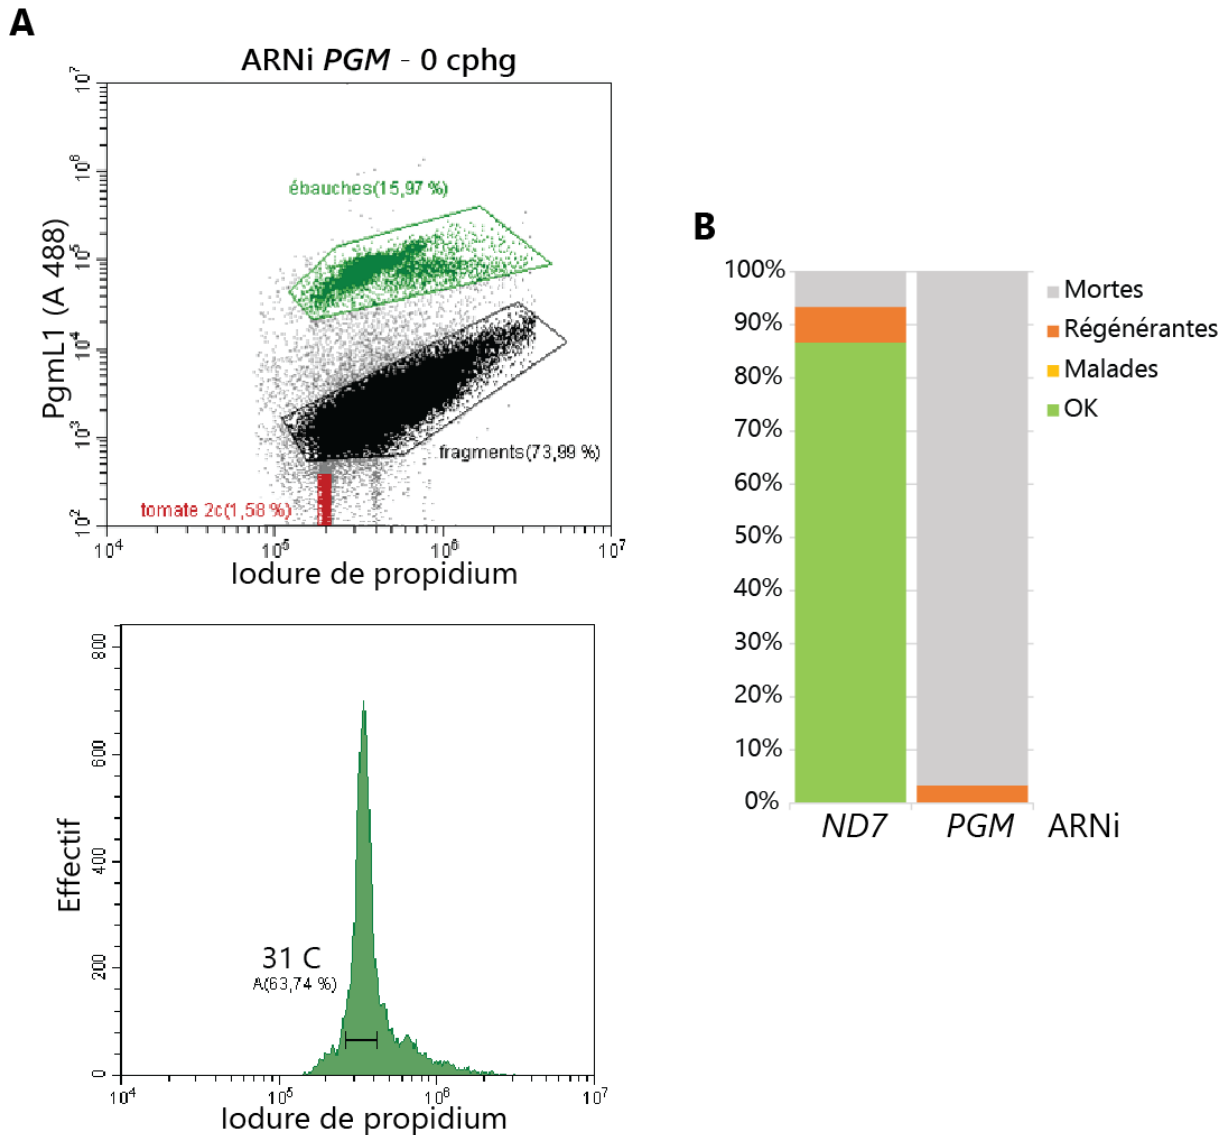 A
ARNi PGM - 0 cphg
PgmL1 (A 488)
10^7
10^6
10^5
10^4
10^3
10^2
ébauches(15,97 %)
fragments(73,99 %)
tomate 2c(1,58 %)
10^4
10^5
10^6
10^7
Iodure de propidium
Effectif
800
600
400
200
0
31 C
A(63,74 %)
10^4
10^5
10^6
10^7
Iodure de propidium
B
100%
90%
80%
70%
60%
50%
40%
30%
20%
10%
0%
Mortes
Régénérantes
Malades
OK
ND7 PGM ARNi